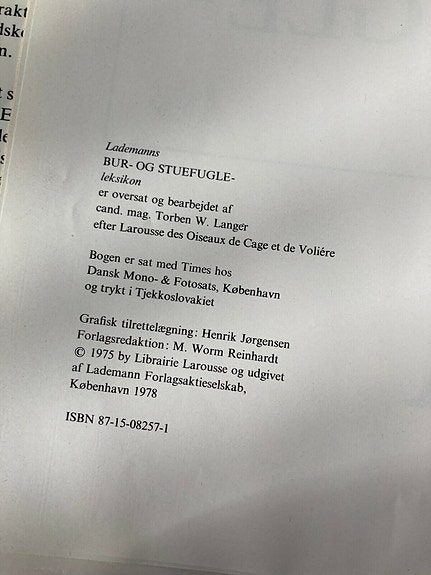 rakt
dsk
n.
t s
E
Lademanns
BUR- OG STUEFUGLE-
leksikon
er oversat og bearbejdet af
cand. mag. Torben W. Langer
efter Larousse des Oiseaux de Cage et de Voliére
Bogen er sat med Times hos
Dansk Mono- & Fotosats, København
og trykt i Tjekkoslovakiet
Grafisk tilrettelægning: Henrik Jørgensen
Forlagsredaktion: M. Worm Reinhardt
© 1975 by Librairie Larousse og udgivet
af Lademann Forlagsaktieselskab,
København 1978
ISBN 87-15-08257-1